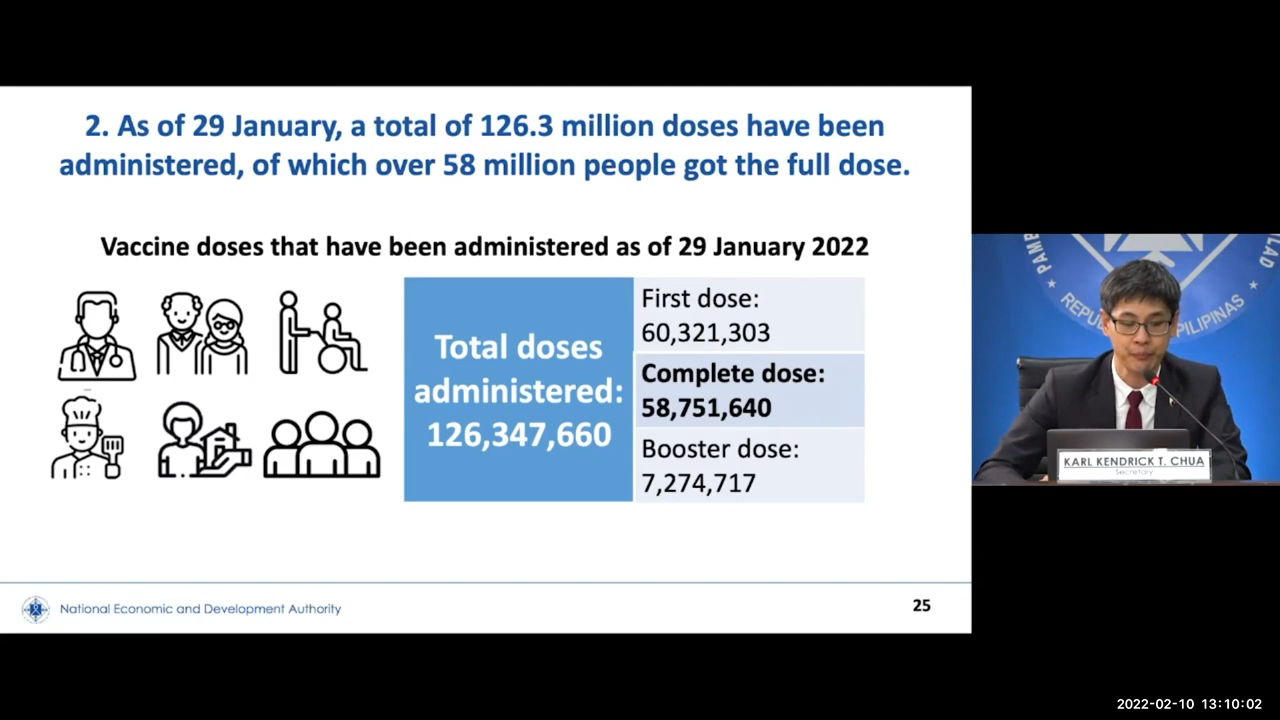 2. As of 29 January, a total of 126.3 million doses have been
administered, of which over 58 million people got the full dose.
Vaccine doses that have been administered as of 29 January 2022
Total doses
administered:
126,347,660
First dose:
60,321,303
Complete dose:
58,751,640
Booster dose:
7,274,717
National Economic and Development Authority
25
KARL KENDRICK T. CHUA
Secretary
2022-02-10 13:10:02